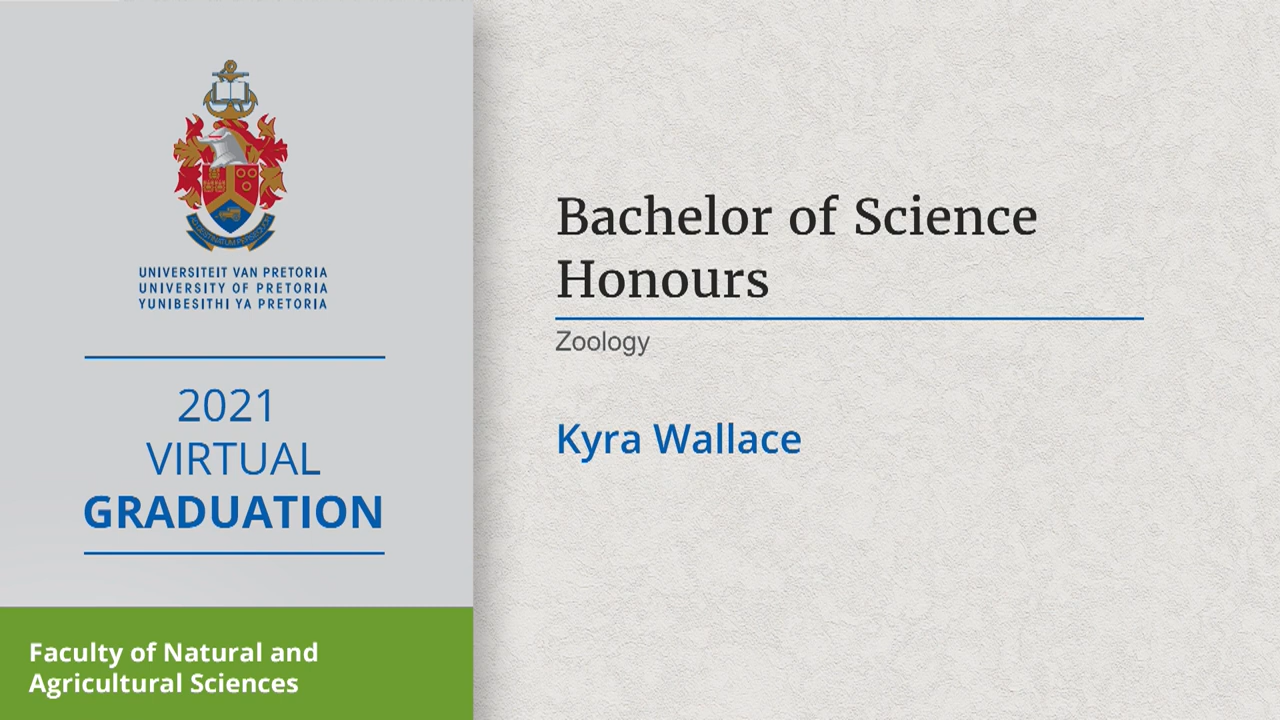 UNIVERSITEIT VAN PRETORIA
UNIVERSITY OF PRETORIA
YUNIBESITHI YA PRETORIA
2021
VIRTUAL
GRADUATION
Faculty of Natural and
Agricultural Sciences
Bachelor of Science
Honours
Zoology
Kyra Wallace